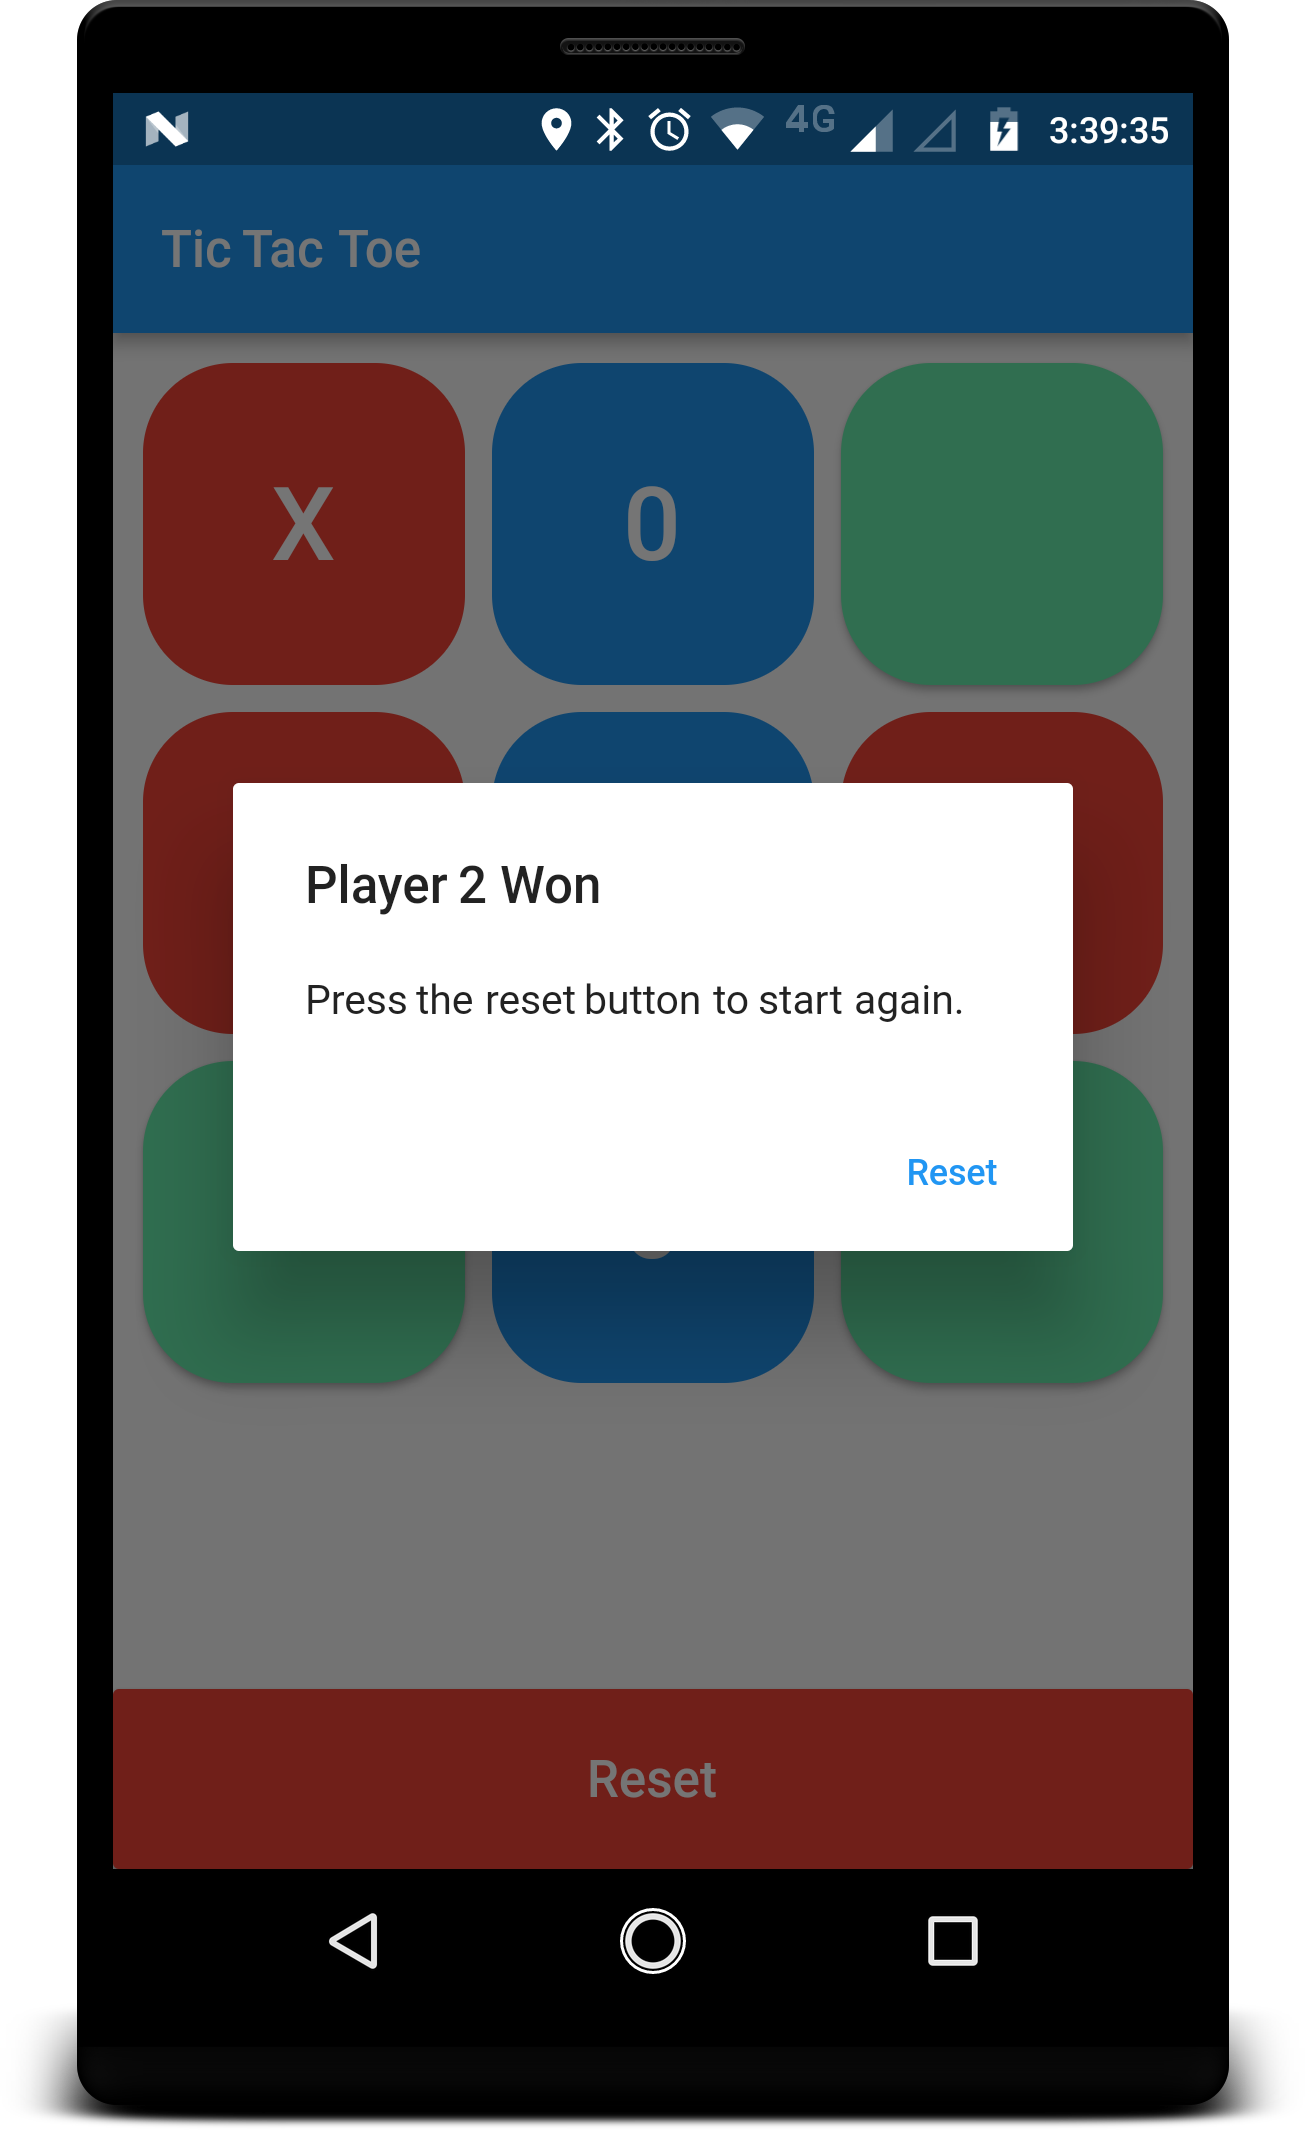 4G 3:39:35
Tic Tac Toe
X 0
Player 2 Won
Press the reset button to start again.
Reset
Reset